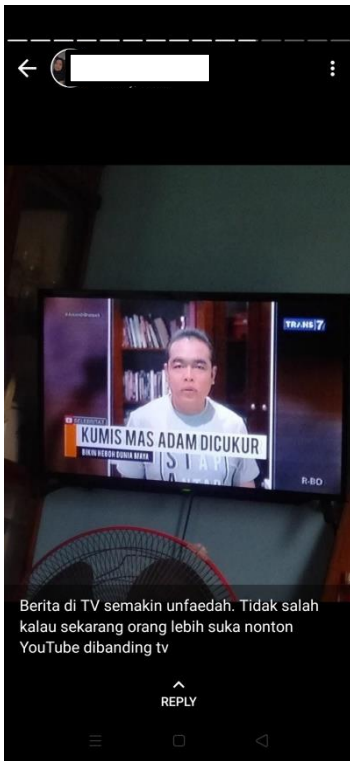 TRANS 7
KUMIS MAS ADAM DICUKUR
BIKIN HEBOH DUNIA MAYA
R-BO
Berita di TV semakin unfaedah. Tidak salah
kalau sekarang orang lebih suka nonton
YouTube dibanding tv
REPLY